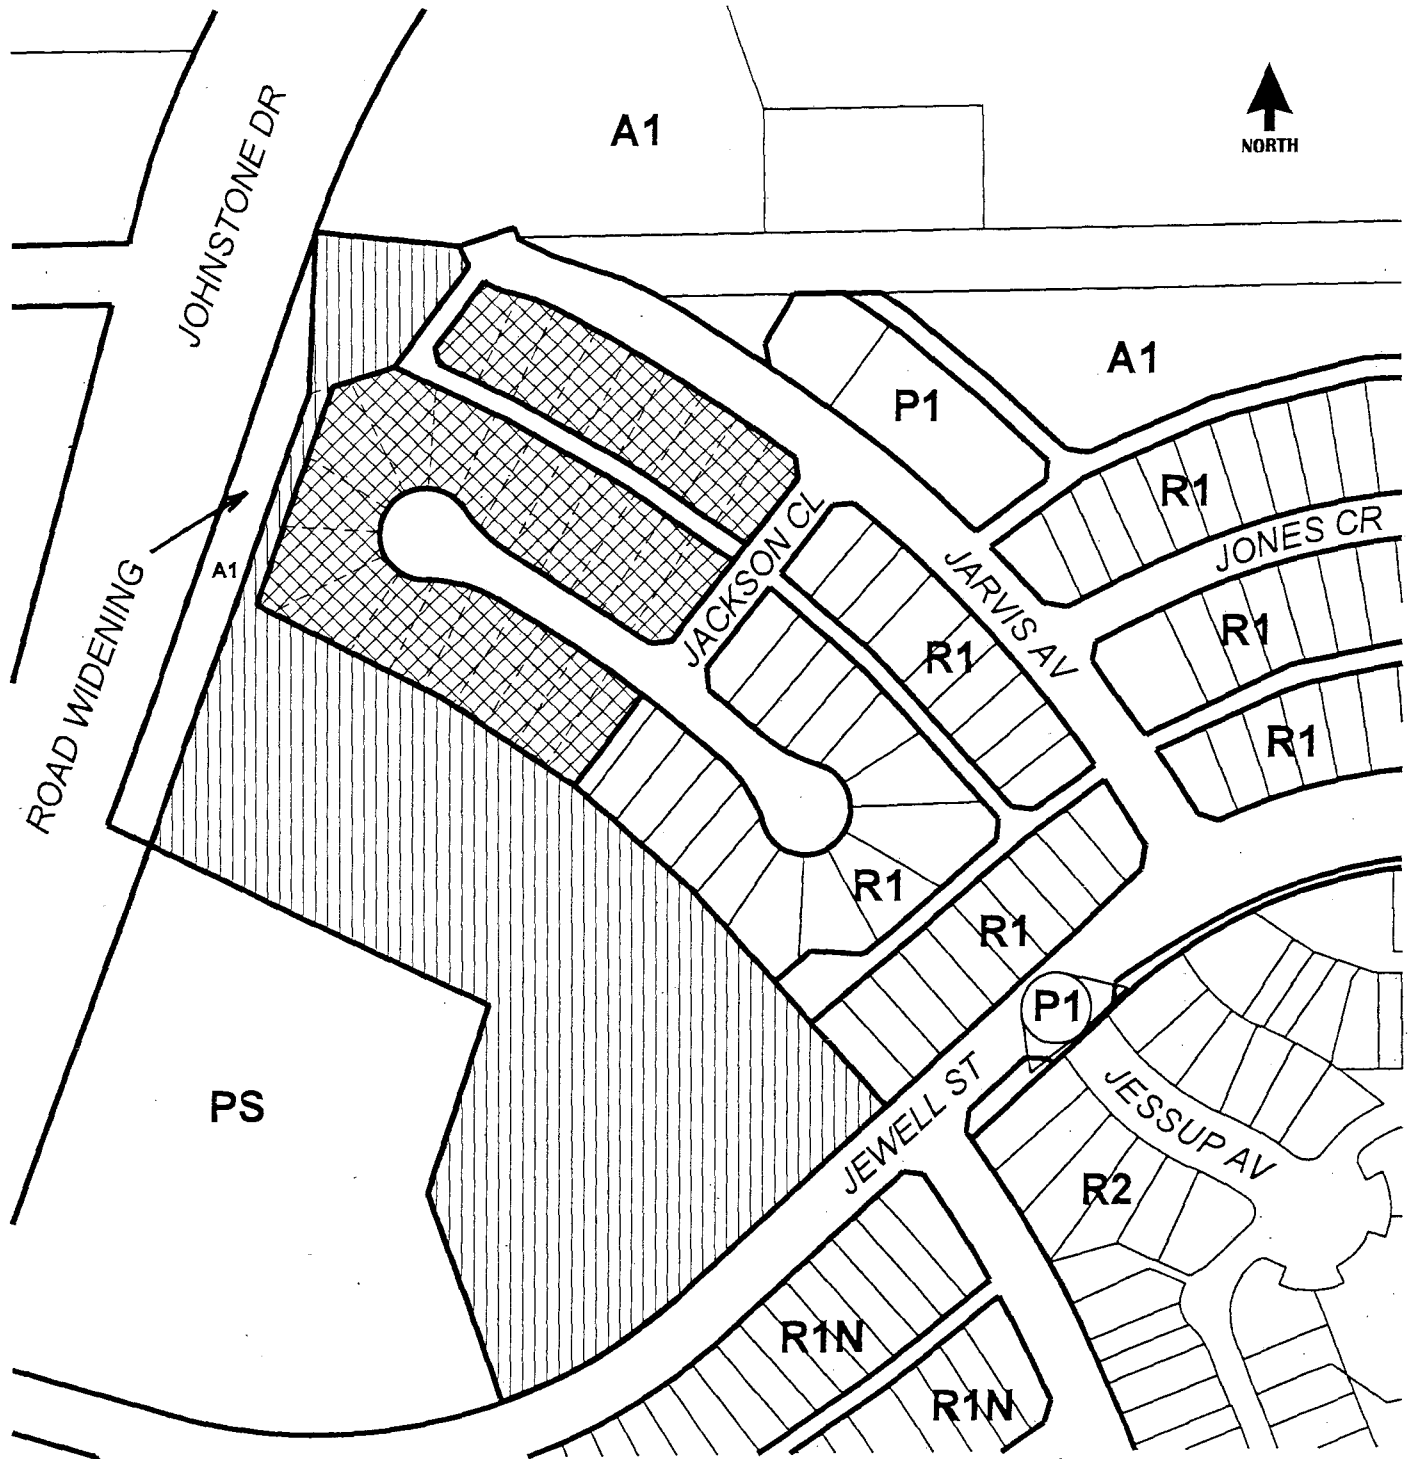 A1
NORTH
JOHNSTONE DR
A1
P1
R1
JONES CR
JACKSON CL
JARVIS AV
A1
ROAD WIDENING
R1
R1
R1
R1
R1
P1
PS
JEWELL ST
JESSUP AV
R2
R1N
R1N